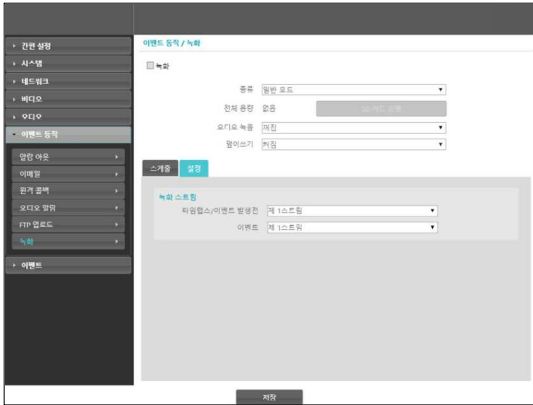 간편 설정
시스템
네트워크
비디오
오디오
이벤트 동작
알람 아웃
이메일
원격 콜백
오디오 알람
FTP 업로드
녹화
이벤트
이벤트 동작 / 녹화
녹화
종류 일반 모드
전체 용량 없음 SD 카드 포맷
오디오 녹음 꺼짐
덮어쓰기 켜짐
스케줄 설정
녹화 스트림
타임랩스/이벤트 발생전 제 1스트림
이벤트 제 1스트림
저장